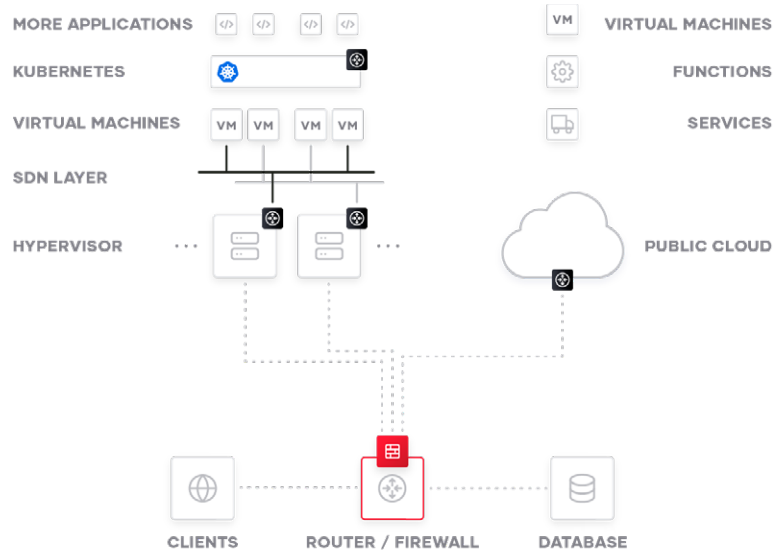 MORE APPLICATIONS
</> </> </> </>
VM
VIRTUAL MACHINES
KUBERNETES
FUNCTIONS
VIRTUAL MACHINES
VM VM VM VM
SERVICES
SDN LAYER
HYPERVISOR
PUBLIC CLOUD
CLIENTS
ROUTER / FIREWALL
DATABASE